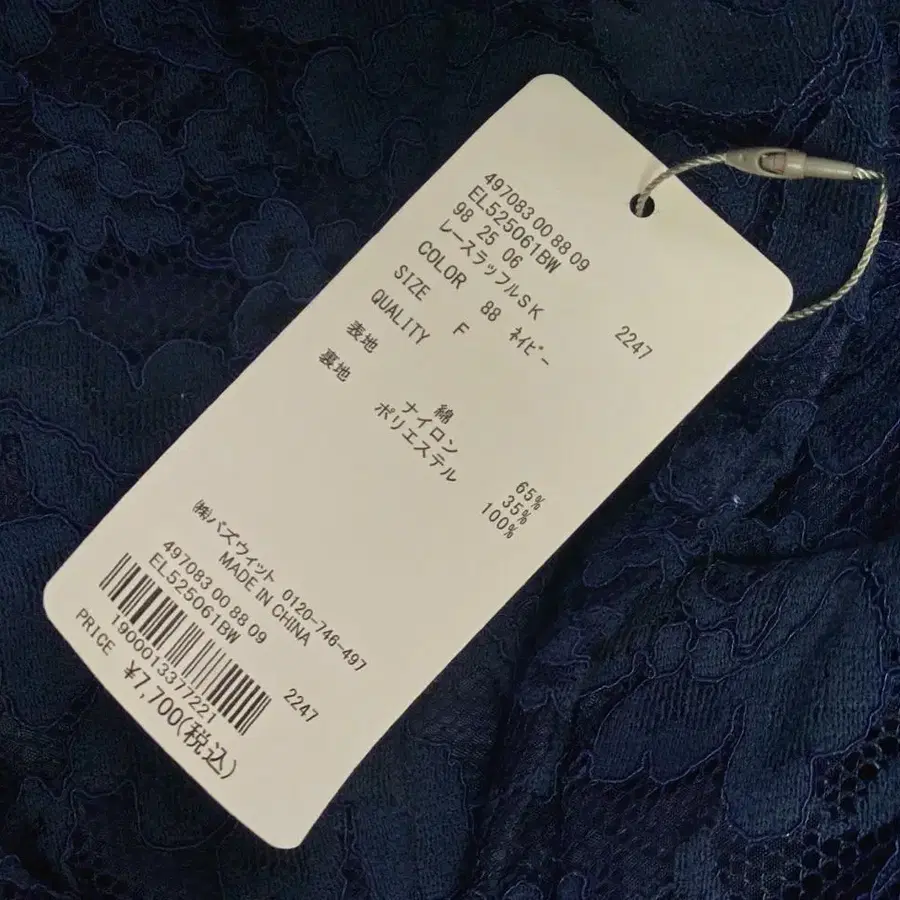 497083 00 88 09
EL525061BW
98 25 06 2247
レースラッフルSK
COLOR 88 ﾈｲﾋﾞｰ
SIZE F
QUALITY
表地 綿 65%
ナイロン 35%
裏地 ポリエステル 100%
㈱バズウィット 0120-746-497
MADE IN CHINA
497083 00 88 09
EL525061BW 2247
1900013377221
PRICE ¥7,700(税込)